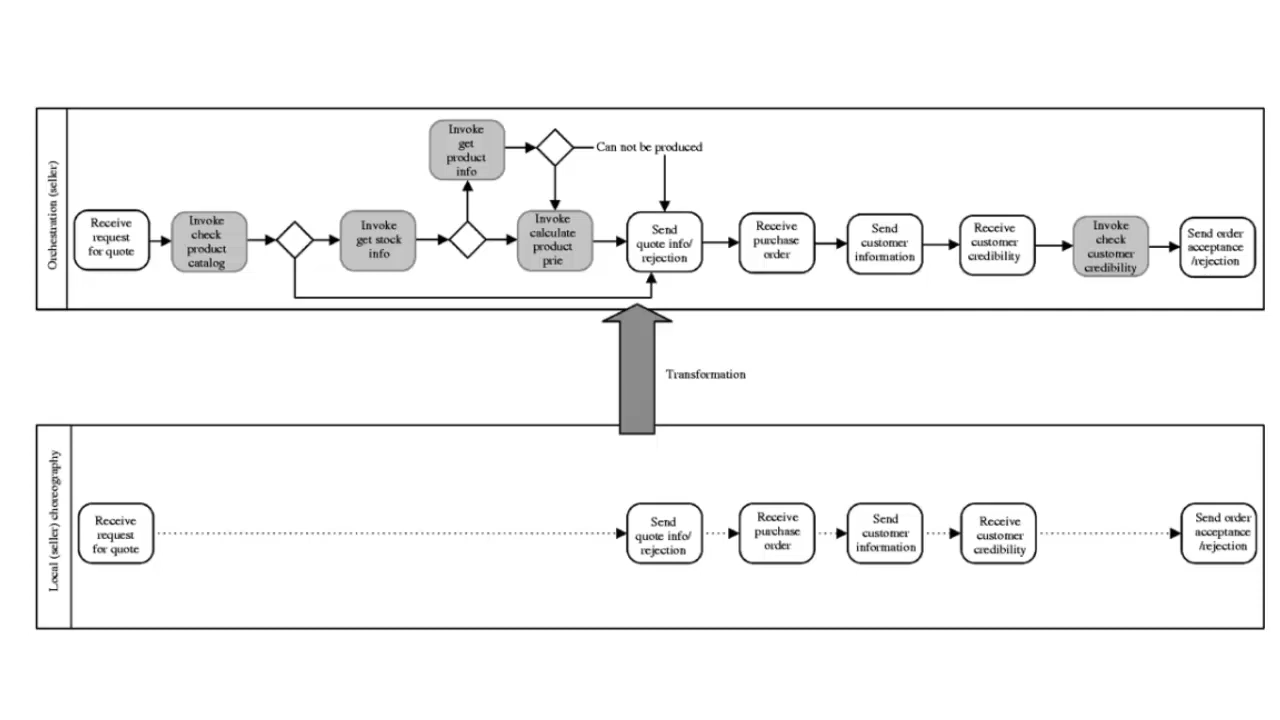 Orchestration (seller)
Receive
request
for quote
Invoke
check
product
catalog
Invoke
get stock
info
Invoke
get
product
info
Can not be produced
Invoke
calculate
product
prie
Send
quote info/
rejection
Receive
purchase
order
Send
customer
information
Receive
customer
credibility
Invoke
check
customer
credibility
Send order
acceptance
/rejection
Transformation
Local (seller) choreography
Receive
request
for quote
Send
quote info/
rejection
Receive
purchase
order
Send
customer
information
Receive
customer
credibility
Send order
acceptance
/rejection